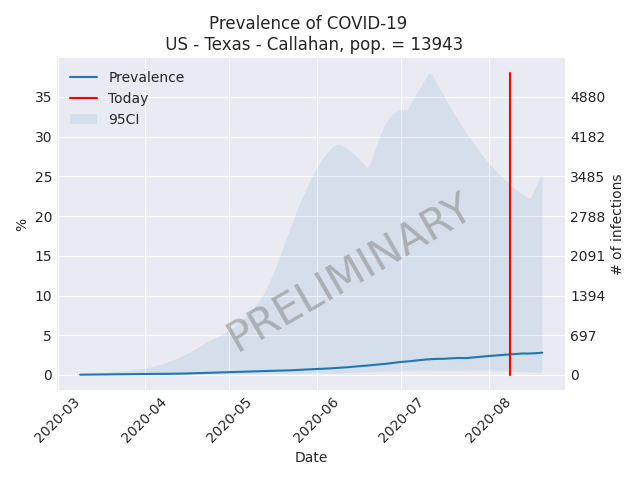 Prevalence of COVID-19
US - Texas - Callahan, pop. = 13943
Prevalence
Today
95CI
35
30
25
20
15
10
5
0
%
4880
4182
3485
2788
2091
1394
697
0
# of infections
PRELIMINARY
2020-03
2020-04
2020-05
2020-06
2020-07
2020-08
Date